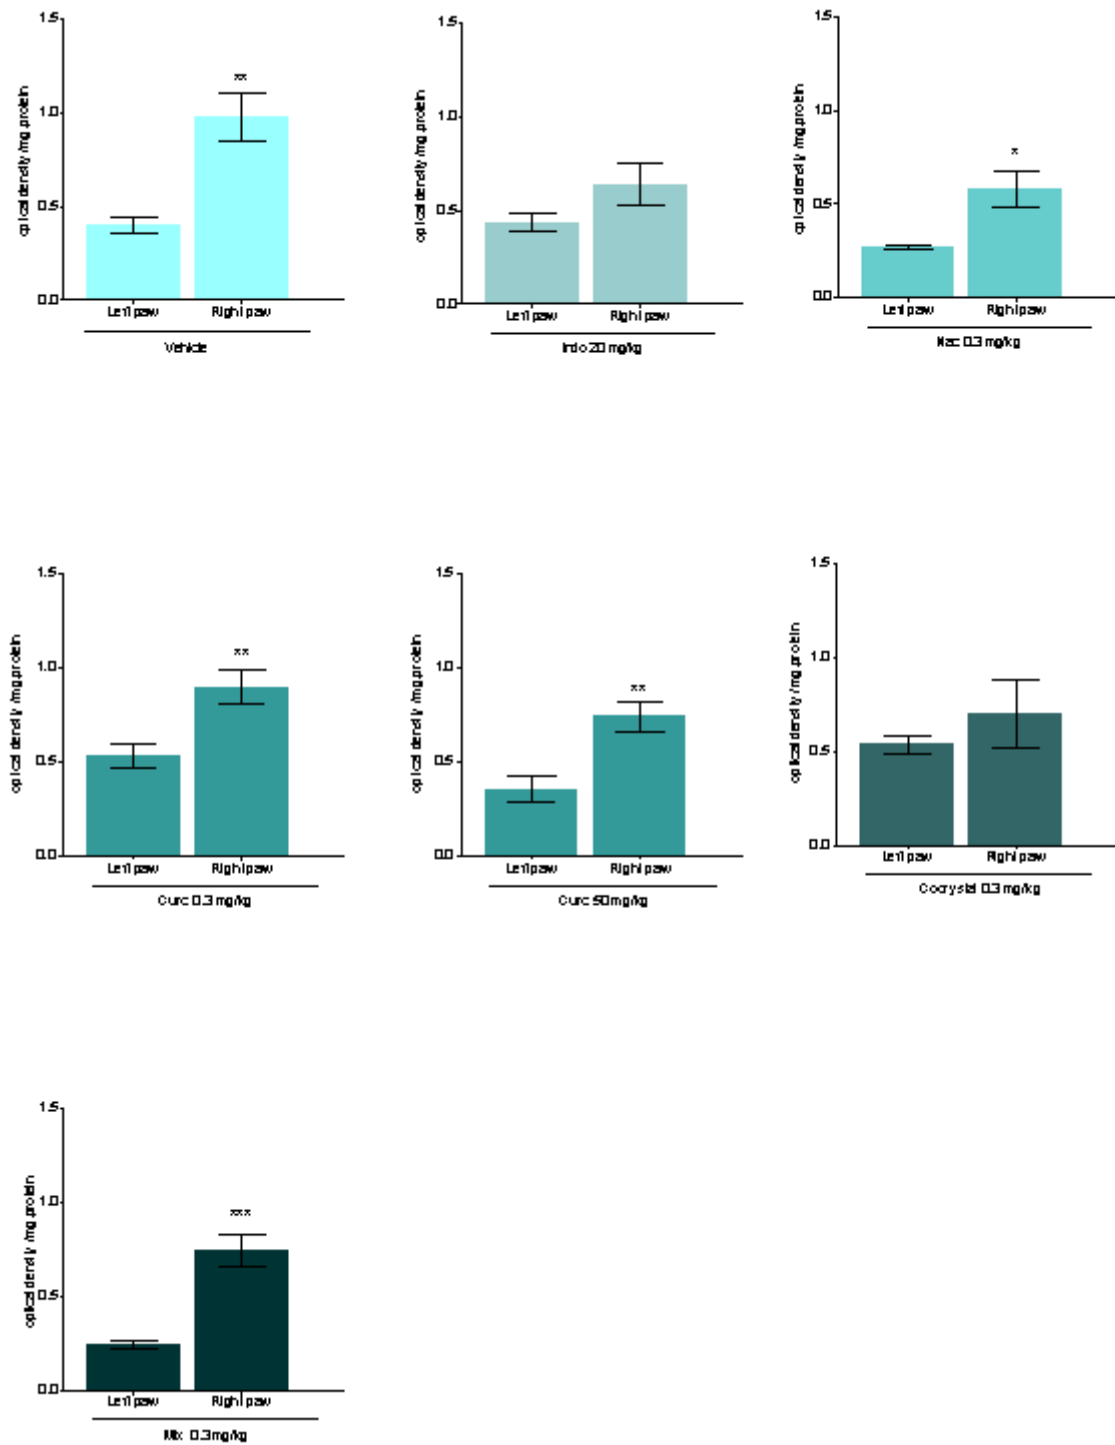 1.5
1.0
0.5
0.0
optical density /mg.protein
**
Left paw Right paw
Vehicle
1.5
1.0
0.5
0.0
optical density /mg.protein
Left paw Right paw
Indo 20 mg/kg
1.5
1.0
0.5
0.0
optical density /mg.protein
*
Left paw Right paw
0.3 mg/kg
1.5
1.0
0.5
0.0
optical density /mg.protein
**
Left paw Right paw
Curc 0.3 mg/kg
1.5
1.0
0.5
0.0
optical density /mg.protein
**
Left paw Right paw
Curc 50 mg/kg
1.5
1.0
0.5
0.0
optical density /mg.protein
Left paw Right paw
Cocrystal 0.3 mg/kg
1.5
1.0
0.5
0.0
optical density /mg.protein
***
Left paw Right paw
Mix 0.3 mg/kg